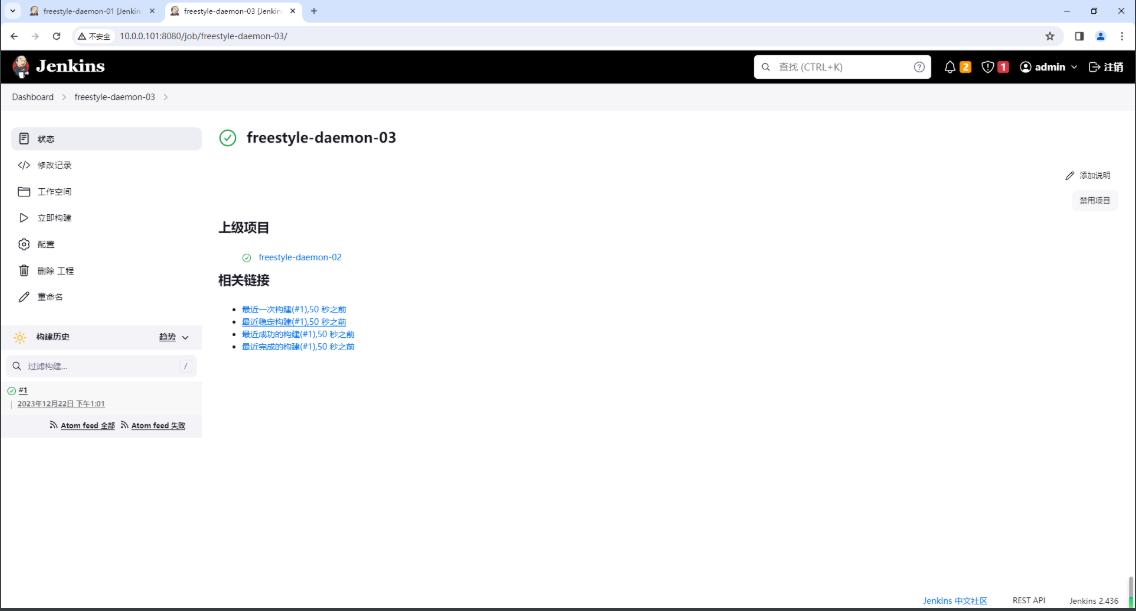 freestyle-daemon-01 [Jenkin
freestyle-daemon-03 [Jenkin
不安全
10.0.0.101:8080/job/freestyle-daemon-03/
Jenkins
查找 (CTRL+K)
2
1
admin
注销
Dashboard
freestyle-daemon-03
状态
修改记录
工作空间
立即构建
配置
删除 工程
重命名
构建历史
趋势
过滤构建...
/
#1
2023年12月22日 下午1:01
Atom feed 全部
Atom feed 失败
freestyle-daemon-03
添加说明
禁用项目
上级项目
freestyle-daemon-02
相关链接
最近一次构建(#1),50 秒之前
最近稳定构建(#1),50 秒之前
最近成功的构建(#1),50 秒之前
最近完成的构建(#1),50 秒之前
Jenkins 中文社区
REST API
Jenkins 2.436